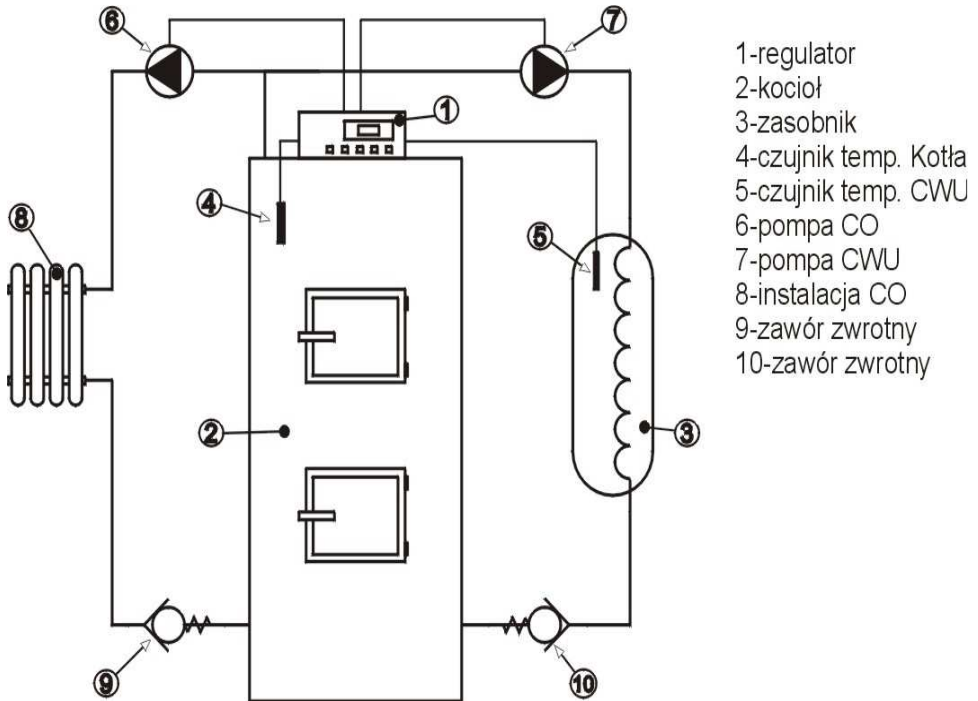 6
7
1
4
8
5
2
3
9
10
1-regulator
2-kocioł
3-zasobnik
4-czujnik temp. Kotła
5-czujnik temp. CWU
6-pompa CO
7-pompa CWU
8-instalacja CO
9-zawór zwrotny
10-zawór zwrotny